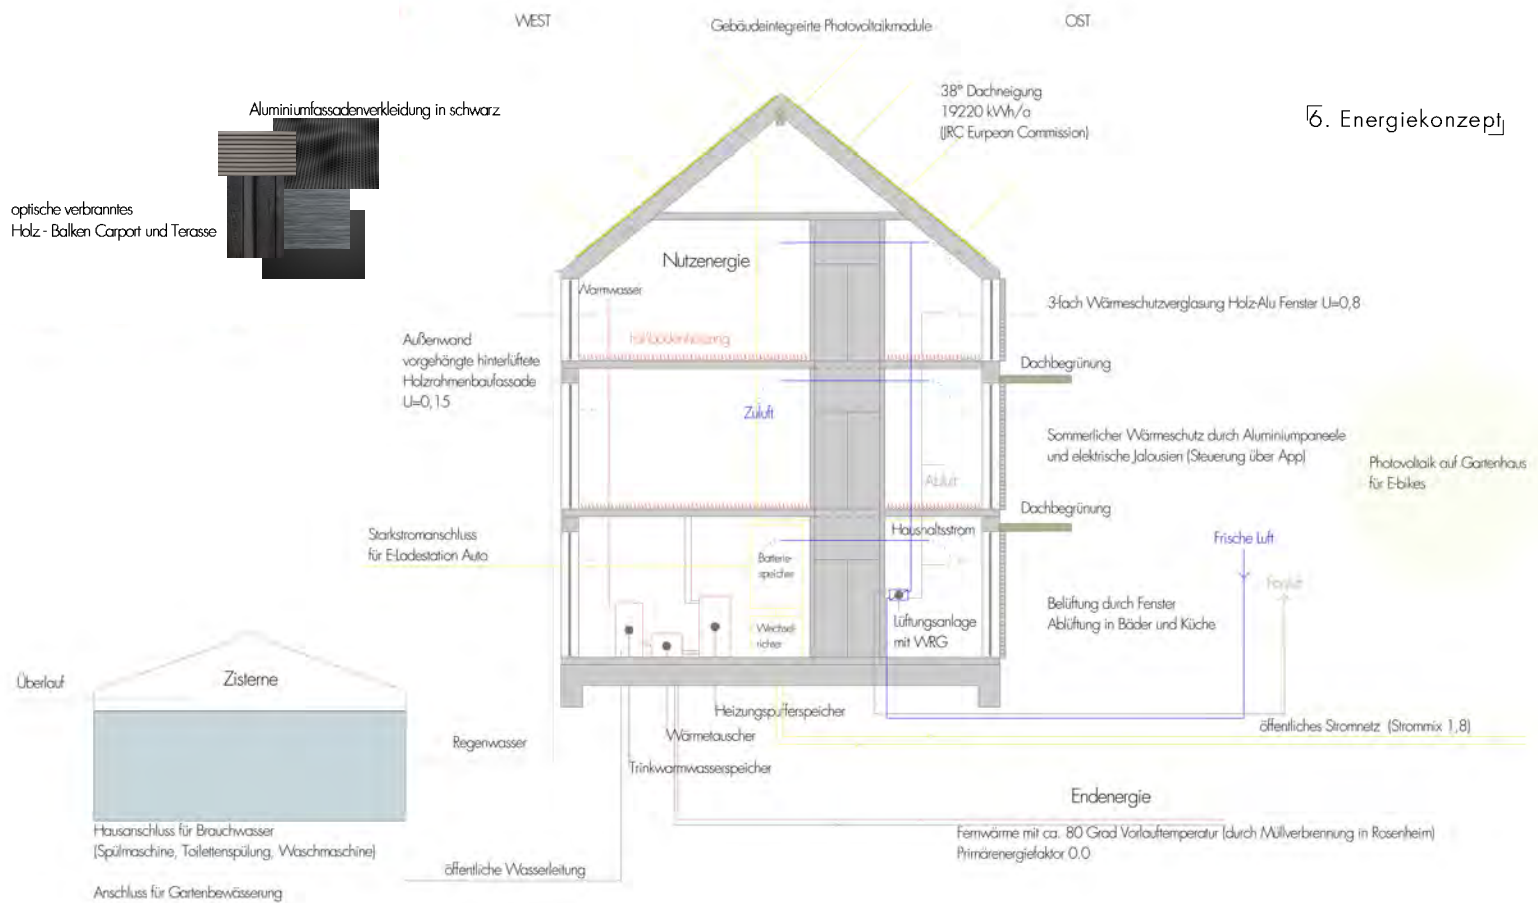 WEST
Gebäudeintegreirte Photovoltaikmodule
OST
38° Dachneigung
19220 kWh/a
(JRC Eurpean Commission)
6. Energiekonzept
Aluminiumfassadenverkleidung in schwarz
optische verbranntes
Holz - Balken Carport und Terasse
Nutzenergie
Warmwasser
3-fach Wärmeschutzverglasung Holz-Alu Fenster U=0,8
Außenwand
vorgehängte hinterlüftete
Holzrahmenbaufassade
U=0,15
Fußbodenheizung
Dachbegrünung
Zuluft
Sommerlicher Wärmeschutz durch Aluminiumpaneele
und elektrische Jalousien (Steuerung über App)
Photovoltaik auf Gartenhaus
für E-bikes
Abluft
Dachbegrünung
Starkstromanschluss
für E-Ladestation Auto
Haushaltsstrom
Batterie-
speicher
Frische Luft
Fortluft
Belüftung durch Fenster
Ablüftung in Bäder und Küche
Lüftungsanlage
mit WRG
Wechsel-
richter
Überlauf
Zisterne
Heizungspufferspeicher
Wärmetauscher
Trinkwarmwasserspeicher
Regenwasser
öffentliches Stromnetz (Strommix 1,8)
Endenergie
Fernwärme mit ca. 80 Grad Vorlauftemperatur (durch Müllverbrennung in Rosenheim)
Primärenergiefaktor 0.0
Hausanschluss für Brauchwasser
(Spülmaschine, Toilettenspülung, Waschmaschine)
öffentliche Wasserleitung
Anschluss für Gartenbewässerung